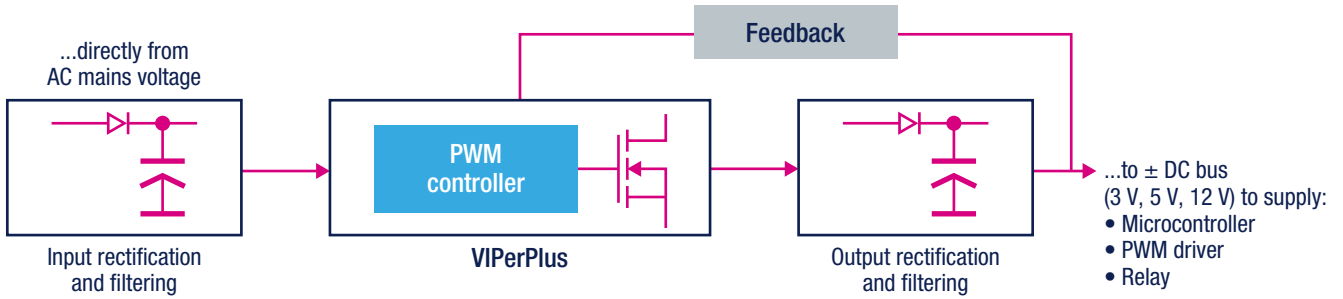 ...directly from
AC mains voltage
Input rectification
and filtering
PWM
controller
VIPerPlus
Feedback
Output rectification
and filtering
...to ± DC bus
(3 V, 5 V, 12 V) to supply:
• Microcontroller
• PWM driver
• Relay